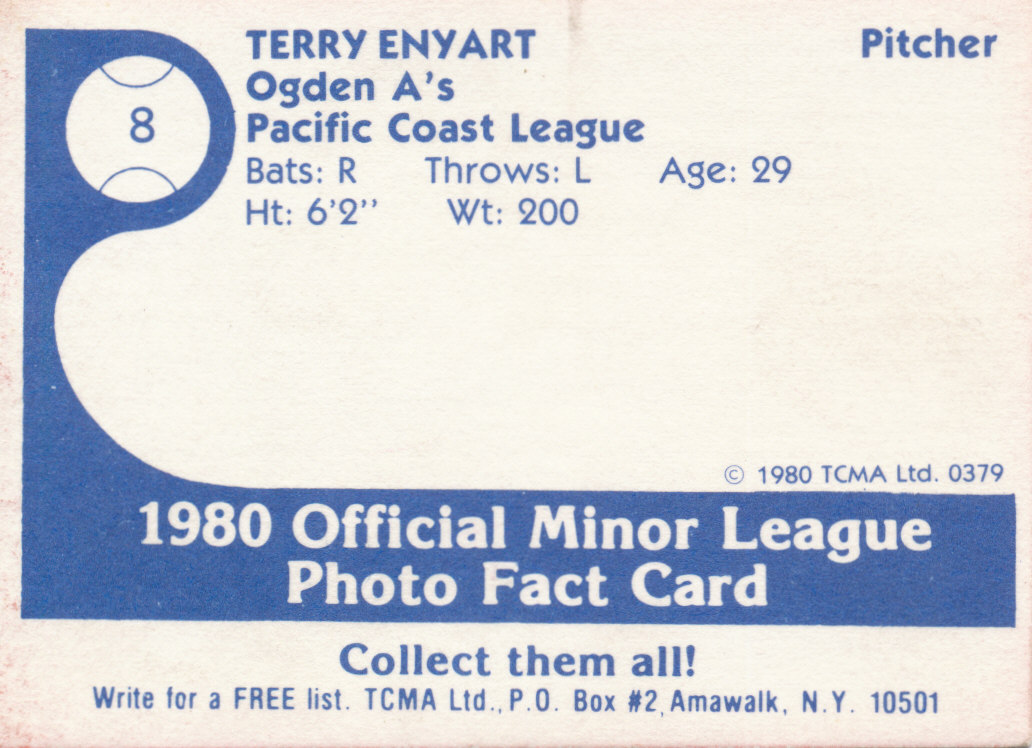 TERRY ENYART
Pitcher
8
Ogden A's
Pacific Coast League
Bats: R Throws: L Age: 29
Ht: 6'2'' Wt: 200
© 1980 TCMA Ltd. 0379
1980 Official Minor League
Photo Fact Card
Collect them all!
Write for a FREE list. TCMA Ltd., P.O. Box #2, Amawalk, N.Y. 10501